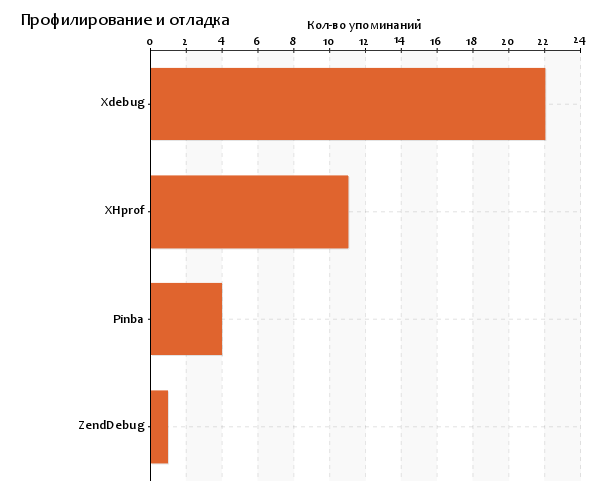 Профилирование и отладка
Кол-во упоминаний
0 2 4 6 8 10 12 14 16 18 20 22 24
Xdebug
XHprof
Pinba
ZendDebug